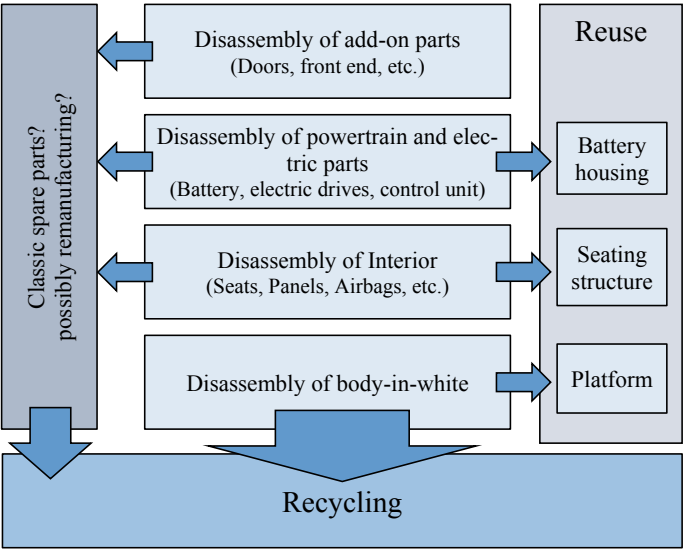 Classic spare parts?
possibly remanufacturing?
Disassembly of add-on parts
(Doors, front end, etc.)
Disassembly of powertrain and elec-
tric parts
(Battery, electric drives, control unit)
Disassembly of Interior
(Seats, Panels, Airbags, etc.)
Disassembly of body-in-white
Reuse
Battery
housing
Seating
structure
Platform
Recycling